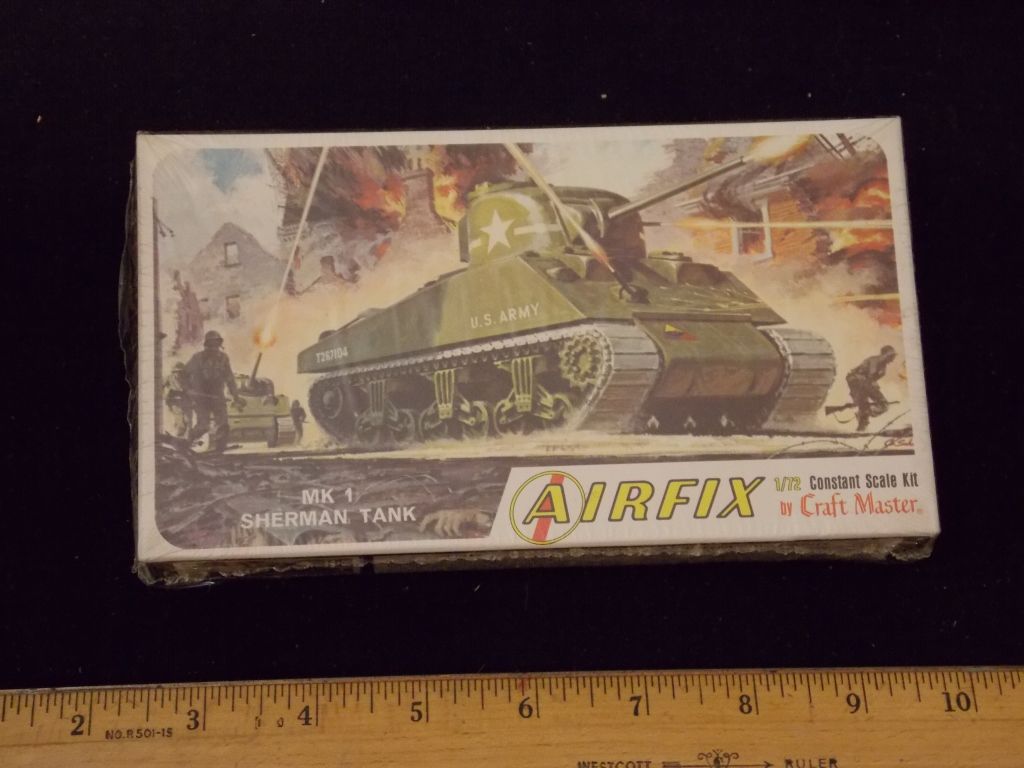 U.S. ARMY
T267104
MK 1
SHERMAN TANK
AIRFIX
1/72 Constant Scale Kit
by Craft Master®
2 3 4 5 6 7 8 9 10
NO. R501-15
WESTCOTT RULER